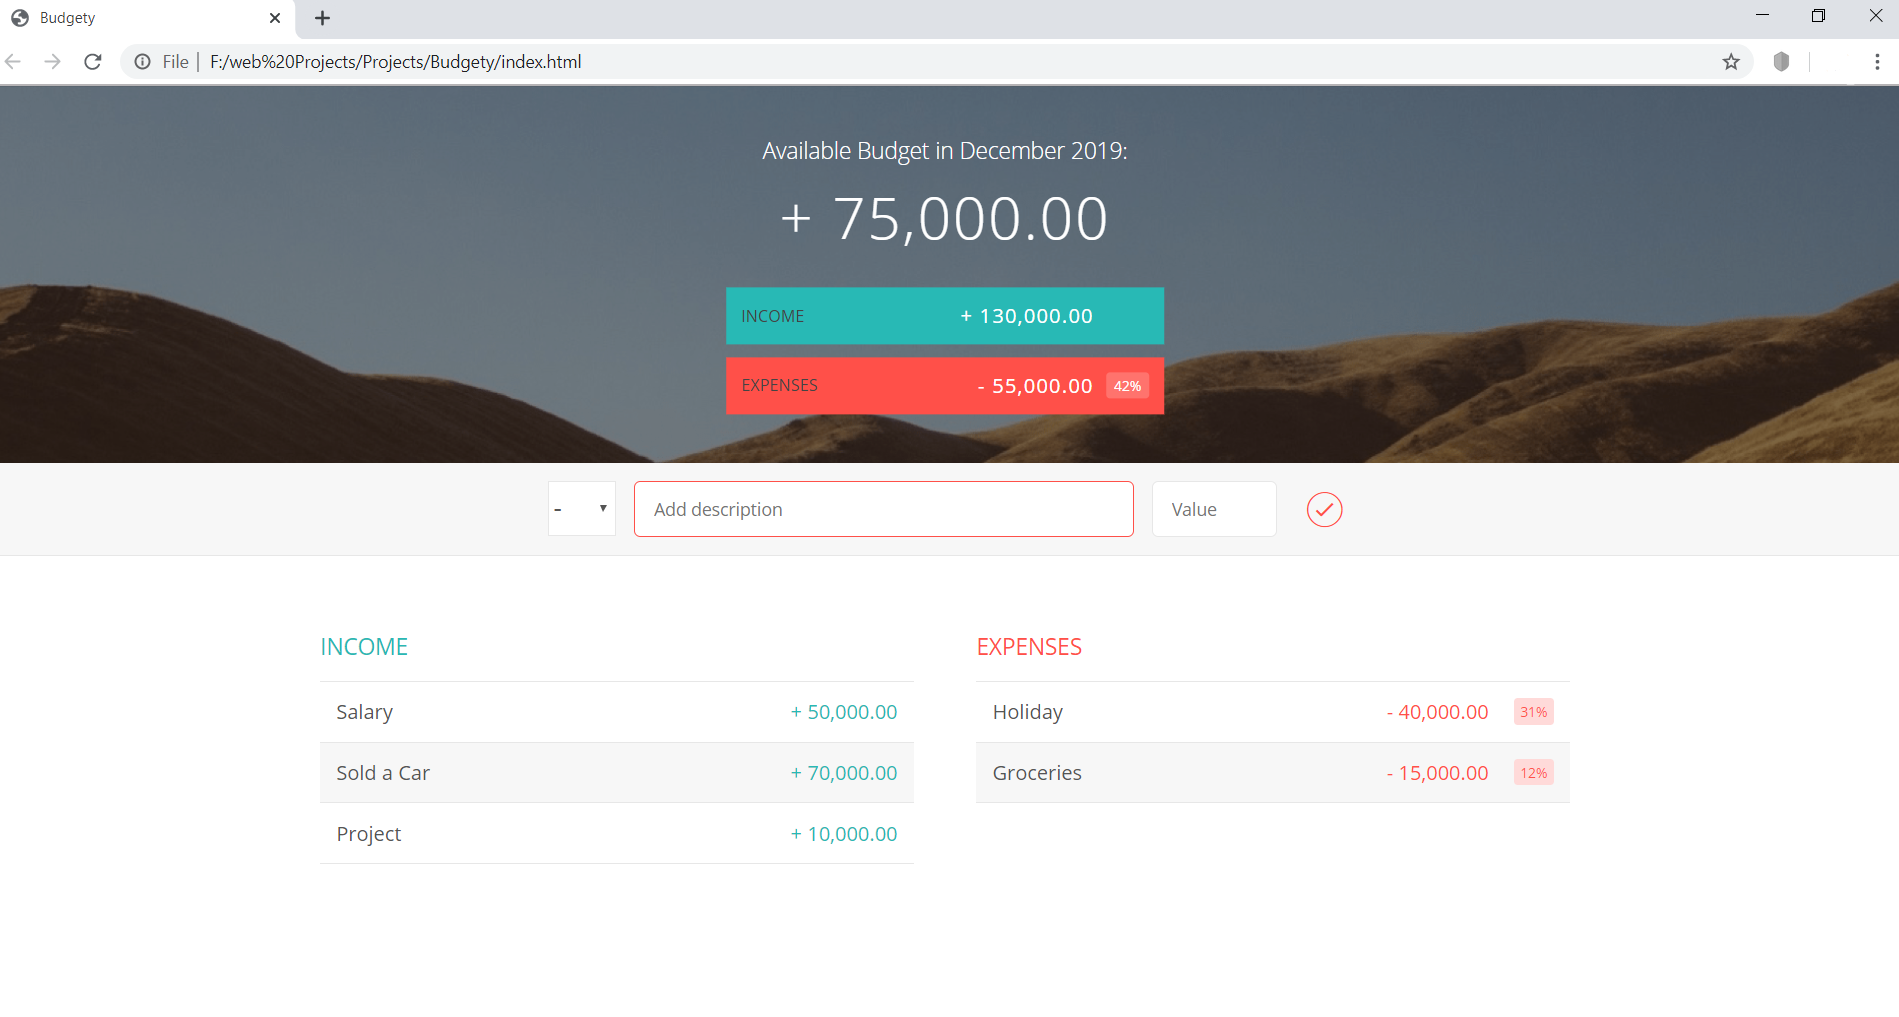 Budgety
File | F:/web%20Projects/Projects/Budgety/index.html
Available Budget in December 2019:
+ 75,000.00
INCOME + 130,000.00
EXPENSES - 55,000.00 42%
- Add description Value
INCOME
Salary + 50,000.00
Sold a Car + 70,000.00
Project + 10,000.00
EXPENSES
Holiday - 40,000.00 31%
Groceries - 15,000.00 12%